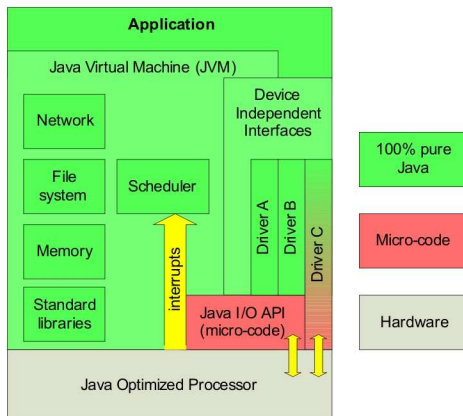 Application
Java Virtual Machine (JVM)
Device
Independent
Interfaces
Network
File
system
Scheduler
Memory
Standard
libraries
interrupts
Driver A
Driver B
Driver C
Java I/O API
(micro-code)
Java Optimized Processor
100% pure
Java
Micro-code
Hardware